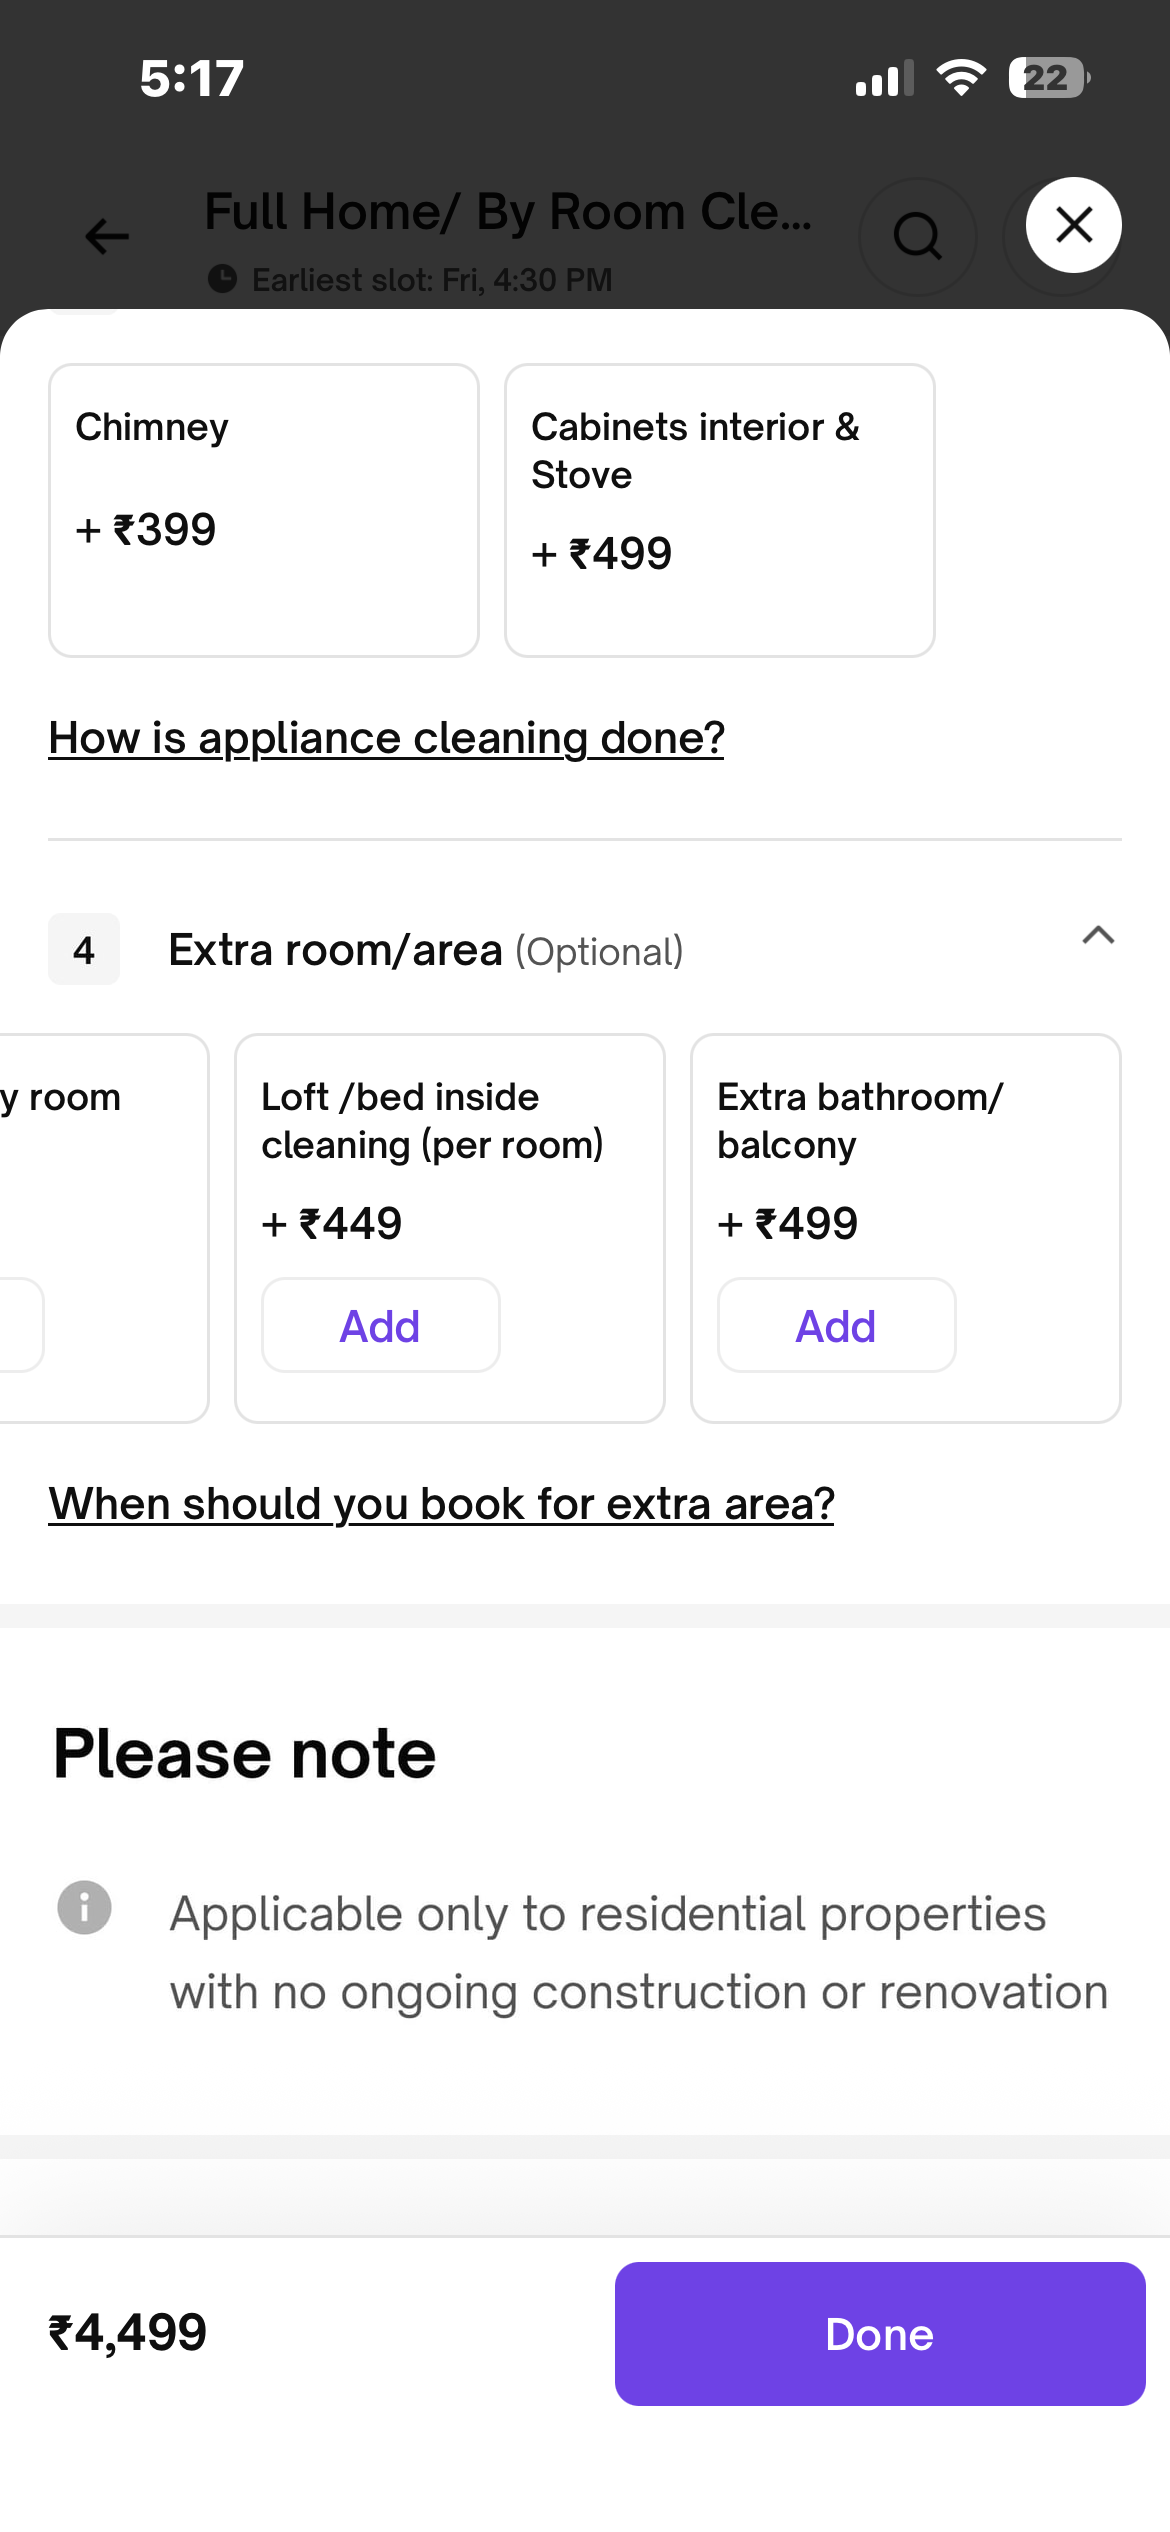 5:17
22
Full Home/ By Room Cle...
Earliest slot: Fri, 4:30 PM
Chimney
+ ₹399
Cabinets interior &
Stove
+ ₹499
How is appliance cleaning done?
4
Extra room/area (Optional)
y room
Loft /bed inside
cleaning (per room)
+ ₹449
Add
Extra bathroom/
balcony
+ ₹499
Add
When should you book for extra area?
Please note
Applicable only to residential properties
with no ongoing construction or renovation
₹4,499
Done